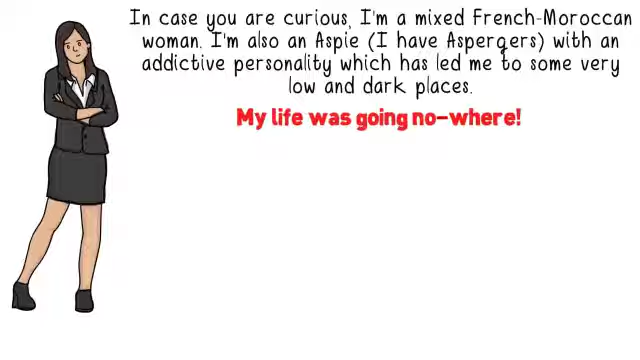 In case you are curious, I'm a mixed French-Moroccan
woman. I'm also an Aspie (I have Aspergers) with an
addictive personality which has led me to some very
low and dark places.
My life was going no-where!